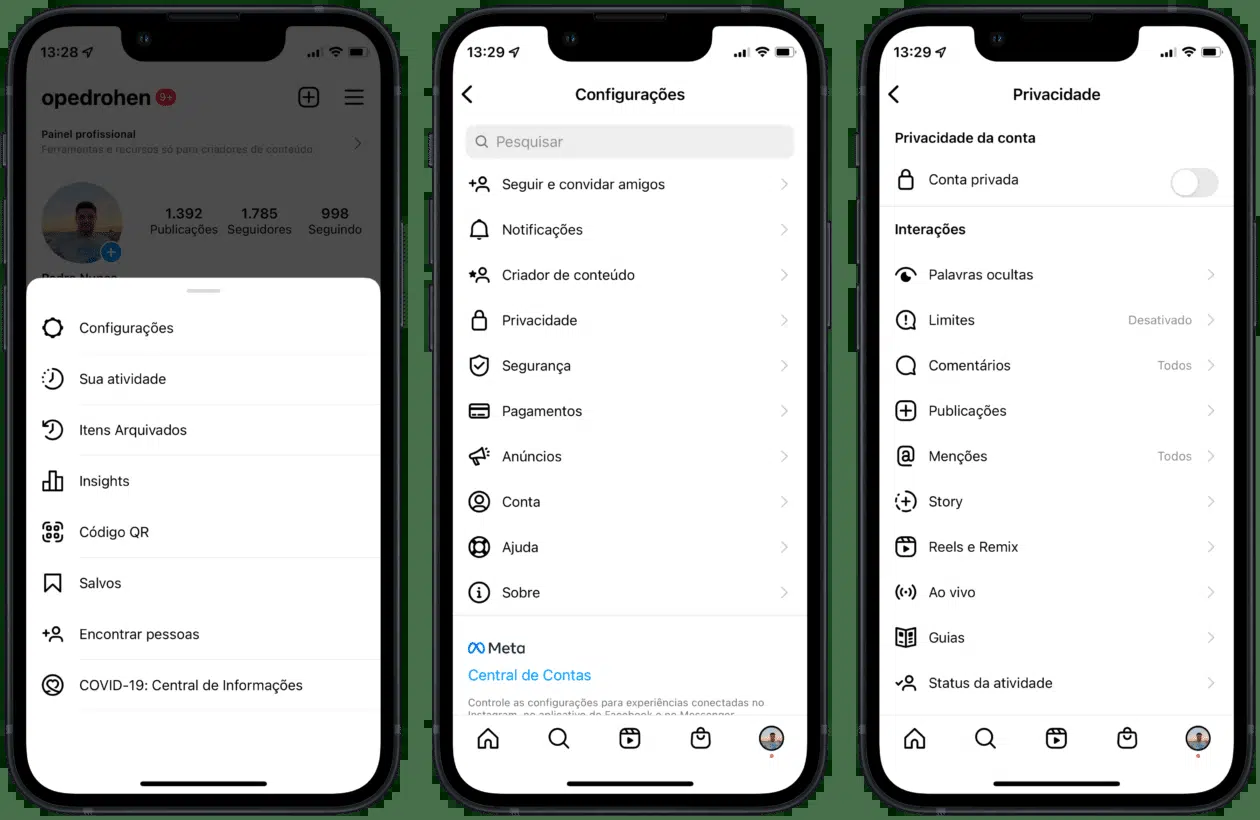 13:28
opedrohen 9+
Painel profissional
Ferramentas e recursos só para criadores de conteúdo
1.392 1.785 998
Publicações Seguidores Seguindo
Pedro Nunes
Configurações
Sua atividade
Itens Arquivados
Insights
Código QR
Salvos
Encontrar pessoas
COVID-19: Central de Informações
13:29
Configurações
Pesquisar
Seguir e convidar amigos
Notificações
Criador de conteúdo
Privacidade
Segurança
Pagamentos
Anúncios
Conta
Ajuda
Sobre
Meta
Central de Contas
Controle as configurações para experiências conectadas no
Instagram, no aplicativo do Facebook e no Messenger
13:29
Privacidade
Privacidade da conta
Conta privada
Interações
Palavras ocultas
Limites Desativado
Comentários Todos
Publicações
Menções Todos
Story
Reels e Remix
Ao vivo
Guias
Status da atividade